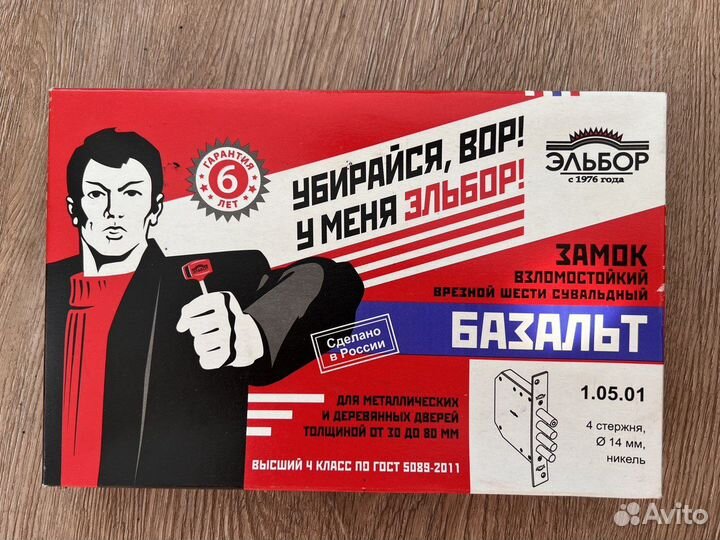 ГАРАНТИЯ
6
ЛЕТ
УБИРАЙСЯ, ВОР!
У МЕНЯ ЭЛЬБОР!
ЭЛЬБОР
с 1976 года
ЗАМОК
ВЗЛОМОСТОЙКИЙ
ВРЕЗНОЙ ШЕСТИ СУВАЛЬДНЫЙ
БАЗАЛЬТ
Сделано
в России
ДЛЯ МЕТАЛЛИЧЕСКИХ
И ДЕРЕВЯННЫХ ДВЕРЕЙ
ТОЛЩИНОЙ ОТ 30 ДО 80 ММ
ВЫСШИЙ 4 КЛАСС ПО ГОСТ 5089-2011
1.05.01
4 стержня,
Ø 14 мм,
никель
Avito